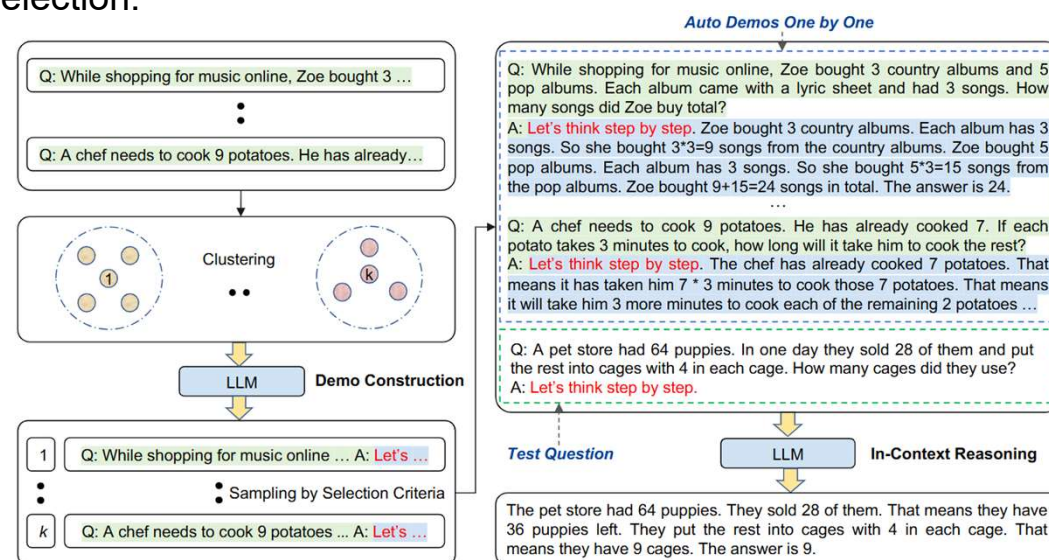 election.
Q: While shopping for music online, Zoe bought 3 …
Q: A chef needs to cook 9 potatoes. He has already…
Clustering
1
k
LLM
Demo Construction
1
Q: While shopping for music online … A: Let's …
Sampling by Selection Criteria
k
Q: A chef needs to cook 9 potatoes ... A: Let's …
Auto Demos One by One
Q: While shopping for music online, Zoe bought 3 country albums and 5
pop albums. Each album came with a lyric sheet and had 3 songs. How
many songs did Zoe buy total?
A: Let's think step by step. Zoe bought 3 country albums. Each album has 3
songs. So she bought 3*3=9 songs from the country albums. Zoe bought 5
pop albums. Each album has 3 songs. So she bought 5*3=15 songs from
the pop albums. Zoe bought 9+15=24 songs in total. The answer is 24.
…
Q: A chef needs to cook 9 potatoes. He has already cooked 7. If each
potato takes 3 minutes to cook, how long will it take him to cook the rest?
A: Let's think step by step. The chef has already cooked 7 potatoes. That
means it has taken him 7 * 3 minutes to cook those 7 potatoes. That means
it will take him 3 more minutes to cook each of the remaining 2 potatoes …
Q: A pet store had 64 puppies. In one day they sold 28 of them and put
the rest into cages with 4 in each cage. How many cages did they use?
A: Let's think step by step.
Test Question
LLM
In-Context Reasoning
The pet store had 64 puppies. They sold 28 of them. That means they have
36 puppies left. They put the rest into cages with 4 in each cage. That
means they have 9 cages. The answer is 9.